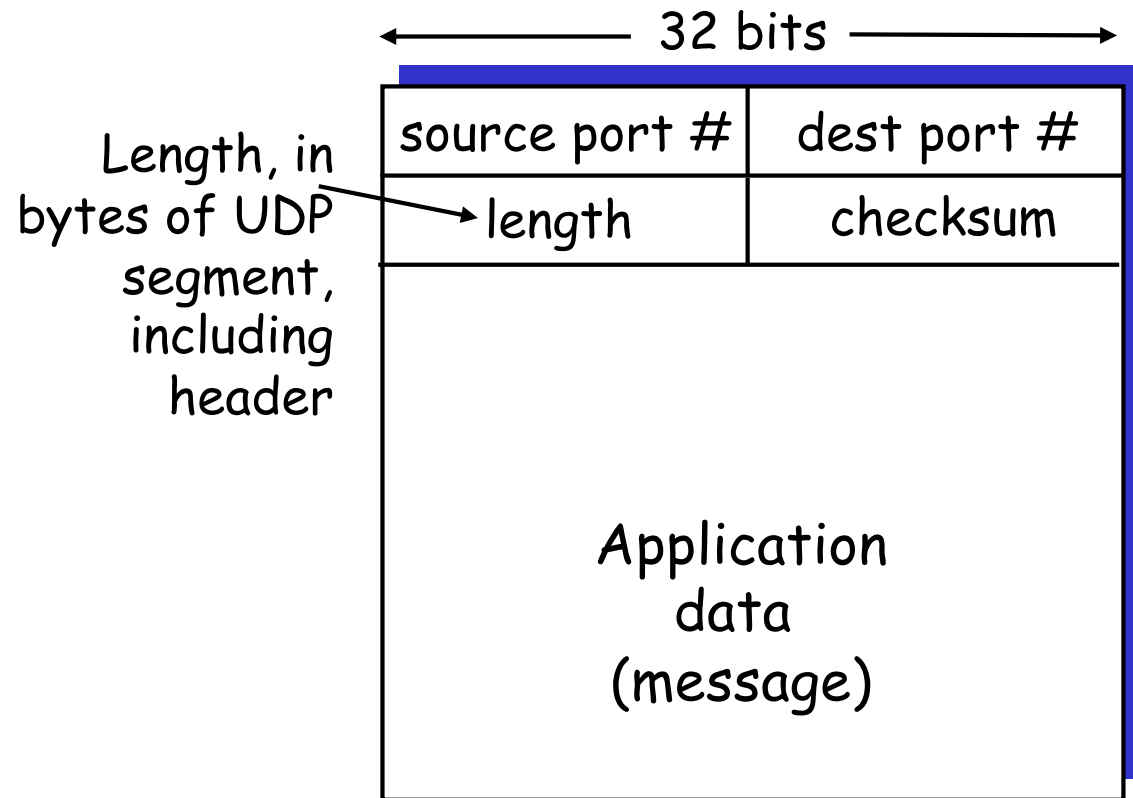 32 bits
source port # dest port #
Length, in
bytes of UDP
segment,
including
header
length checksum
Application
data
(message)